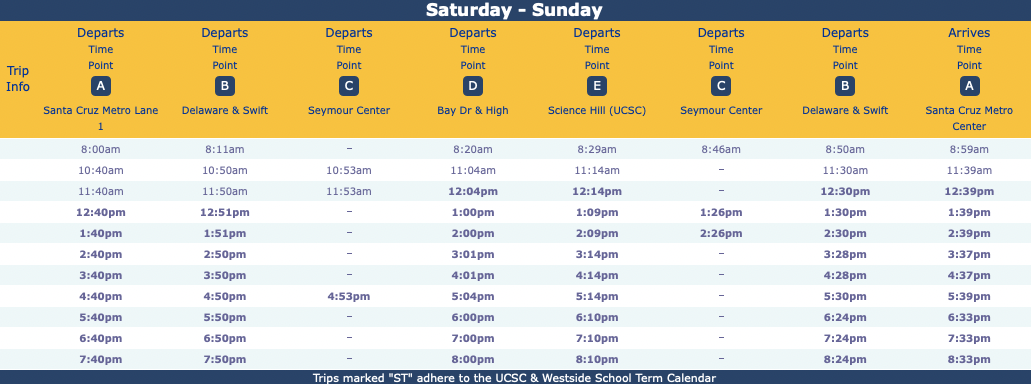 Saturday - Sunday
Departs Departs Departs Departs Departs Departs Departs Arrives
Time Time Time Time Time Time Time Time
Point Point Point Point Point Point Point Point
Trip
Info
A B C D E C B A
Santa Cruz Metro Lane Delaware & Swift Seymour Center Bay Dr & High Science Hill (UCSC) Seymour Center Delaware & Swift Santa Cruz Metro
1 Center
8:00am 8:11am – 8:20am 8:29am 8:46am 8:50am 8:59am
10:40am 10:50am 10:53am 11:04am 11:14am – 11:30am 11:39am
11:40am 11:50am 11:53am 12:04pm 12:14pm – 12:30pm 12:39pm
12:40pm 12:51pm – 1:00pm 1:09pm 1:26pm 1:30pm 1:39pm
1:40pm 1:51pm – 2:00pm 2:09pm 2:26pm 2:30pm 2:39pm
2:40pm 2:50pm – 3:01pm 3:14pm – 3:28pm 3:37pm
3:40pm 3:50pm – 4:01pm 4:14pm – 4:28pm 4:37pm
4:40pm 4:50pm 4:53pm 5:04pm 5:14pm – 5:30pm 5:39pm
5:40pm 5:50pm – 6:00pm 6:10pm – 6:24pm 6:33pm
6:40pm 6:50pm – 7:00pm 7:10pm – 7:24pm 7:33pm
7:40pm 7:50pm – 8:00pm 8:10pm – 8:24pm 8:33pm
Trips marked "ST" adhere to the UCSC & Westside School Term Calendar